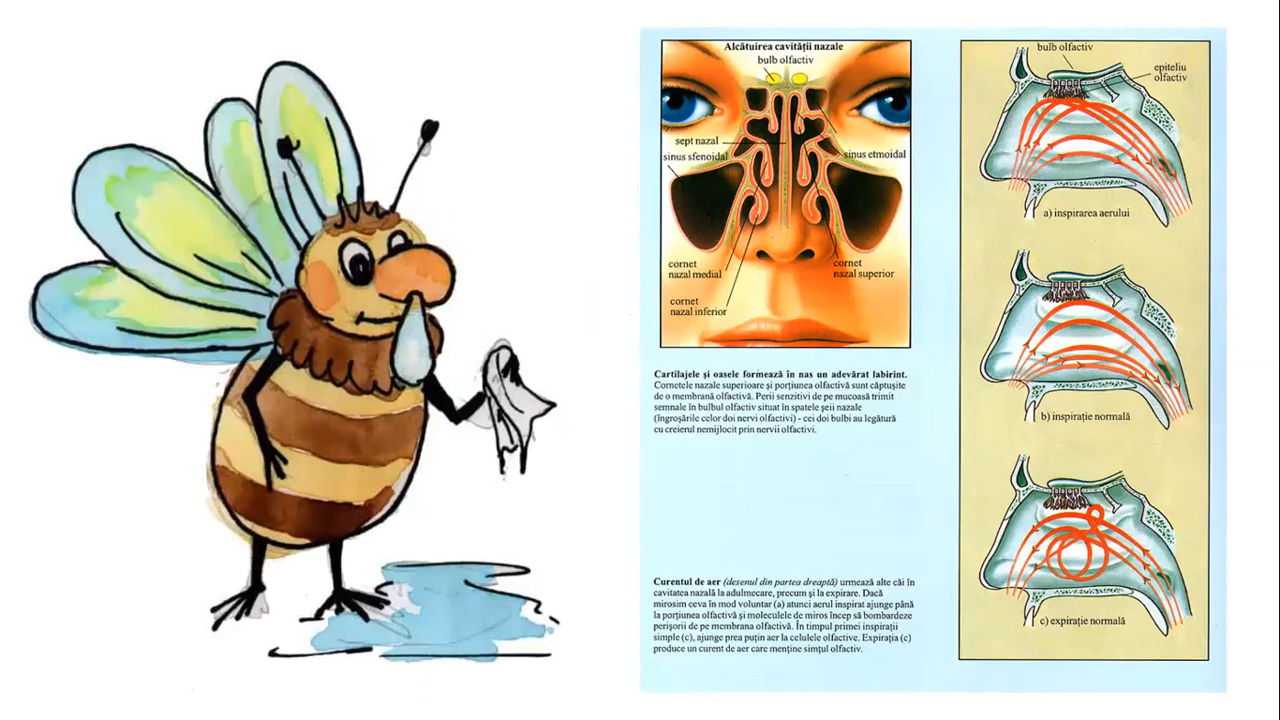 Alcătuirea cavității nazale
bulb olfactiv
sept nazal
sinus sfenoidal
sinus etmoidal
cornet
nazal medial
cornet
nazal superior
cornet
nazal inferior
Cartilajele și oasele formează în nas un adevărat labirint.
Cornetele nazale superioare și porțiunea olfactivă sunt căptușite
de o membrană olfactivă. Perii senzitivi de pe mucoasă trimit
semnale în bulbul olfactiv situat în spatele șeii nazale
(îngroșările celor doi nervi olfactivi) - cei doi bulbi au legătură
cu creierul nemijlocit prin nervii olfactivi.
Curentul de aer (desenul din partea dreaptă) urmează alte căi în
cavitatea nazală la adulmecare, precum și la expirare. Dacă
mirosim ceva în mod voluntar (a) atunci aerul inspirat ajunge până
la porțiunea olfactivă și moleculele de miros încep să bombardeze
perișorii de pe membrana olfactivă. În timpul primei inspirații
simple (c), ajunge prea puțin aer la celulele olfactive. Expirația (c)
produce un curent de aer care menține simțul olfactiv.
bulb olfactiv
epiteliu
olfactiv
a) inspirarea aerului
b) inspirație normală
c) expirație normală